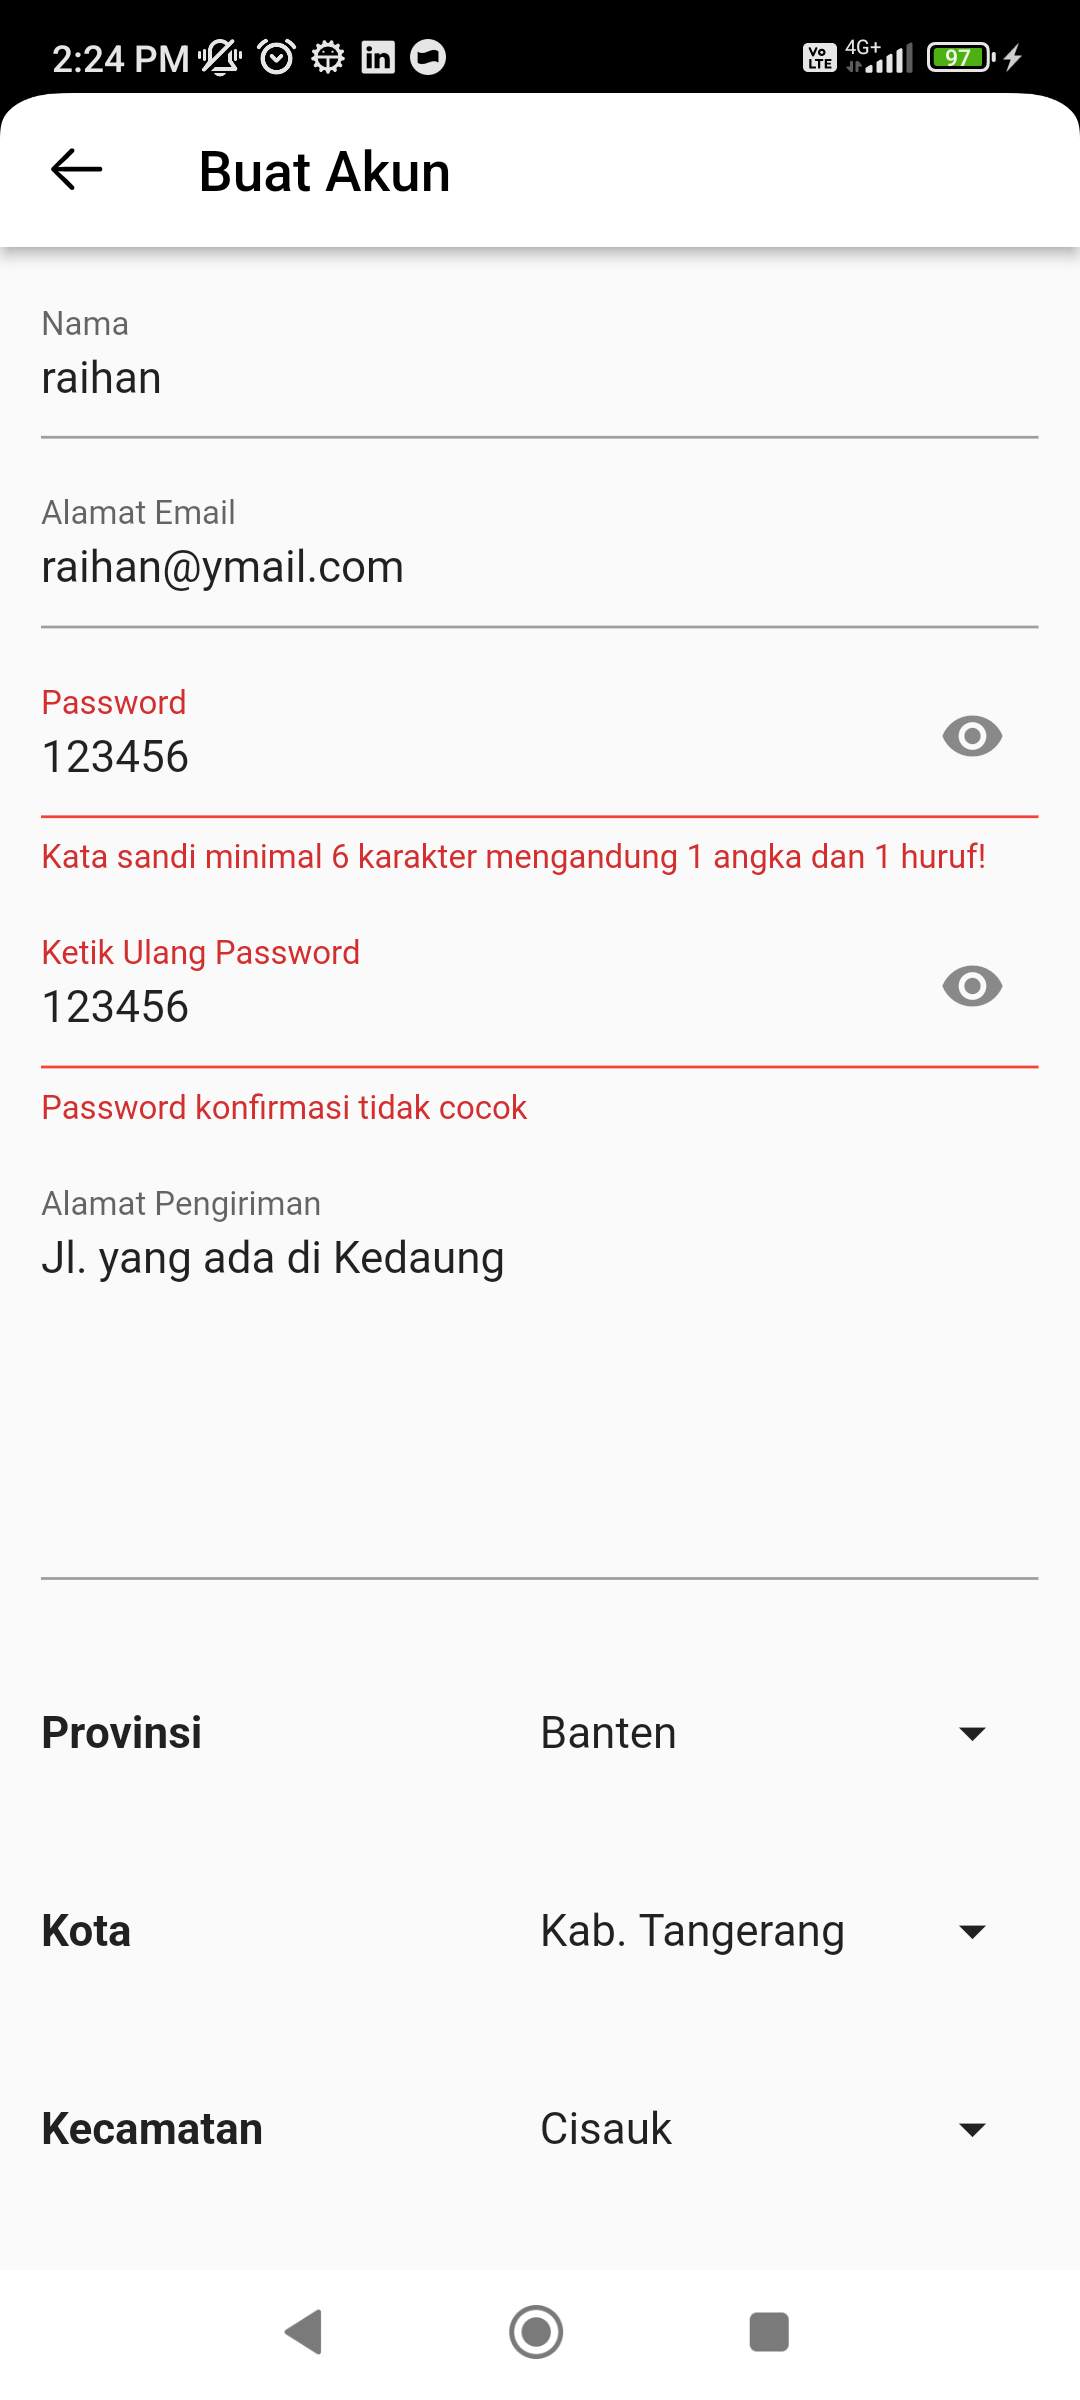 2:24 PM
Vo LTE
4G+
97
Buat Akun
Nama
raihan
Alamat Email
raihan@ymail.com
Password
123456
Kata sandi minimal 6 karakter mengandung 1 angka dan 1 huruf!
Ketik Ulang Password
123456
Password konfirmasi tidak cocok
Alamat Pengiriman
Jl. yang ada di Kedaung
Provinsi Banten
Kota Kab. Tangerang
Kecamatan Cisauk